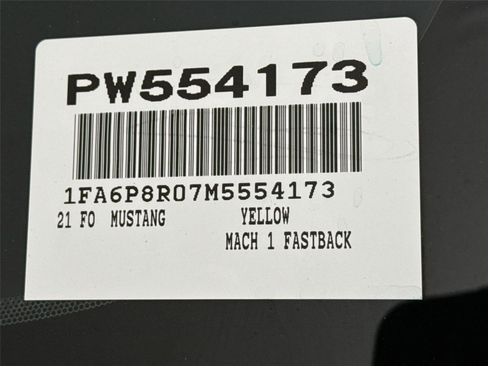 PW554173
1FA6P8R07M5554173
21 FO MUSTANG YELLOW
MACH 1 FASTBACK